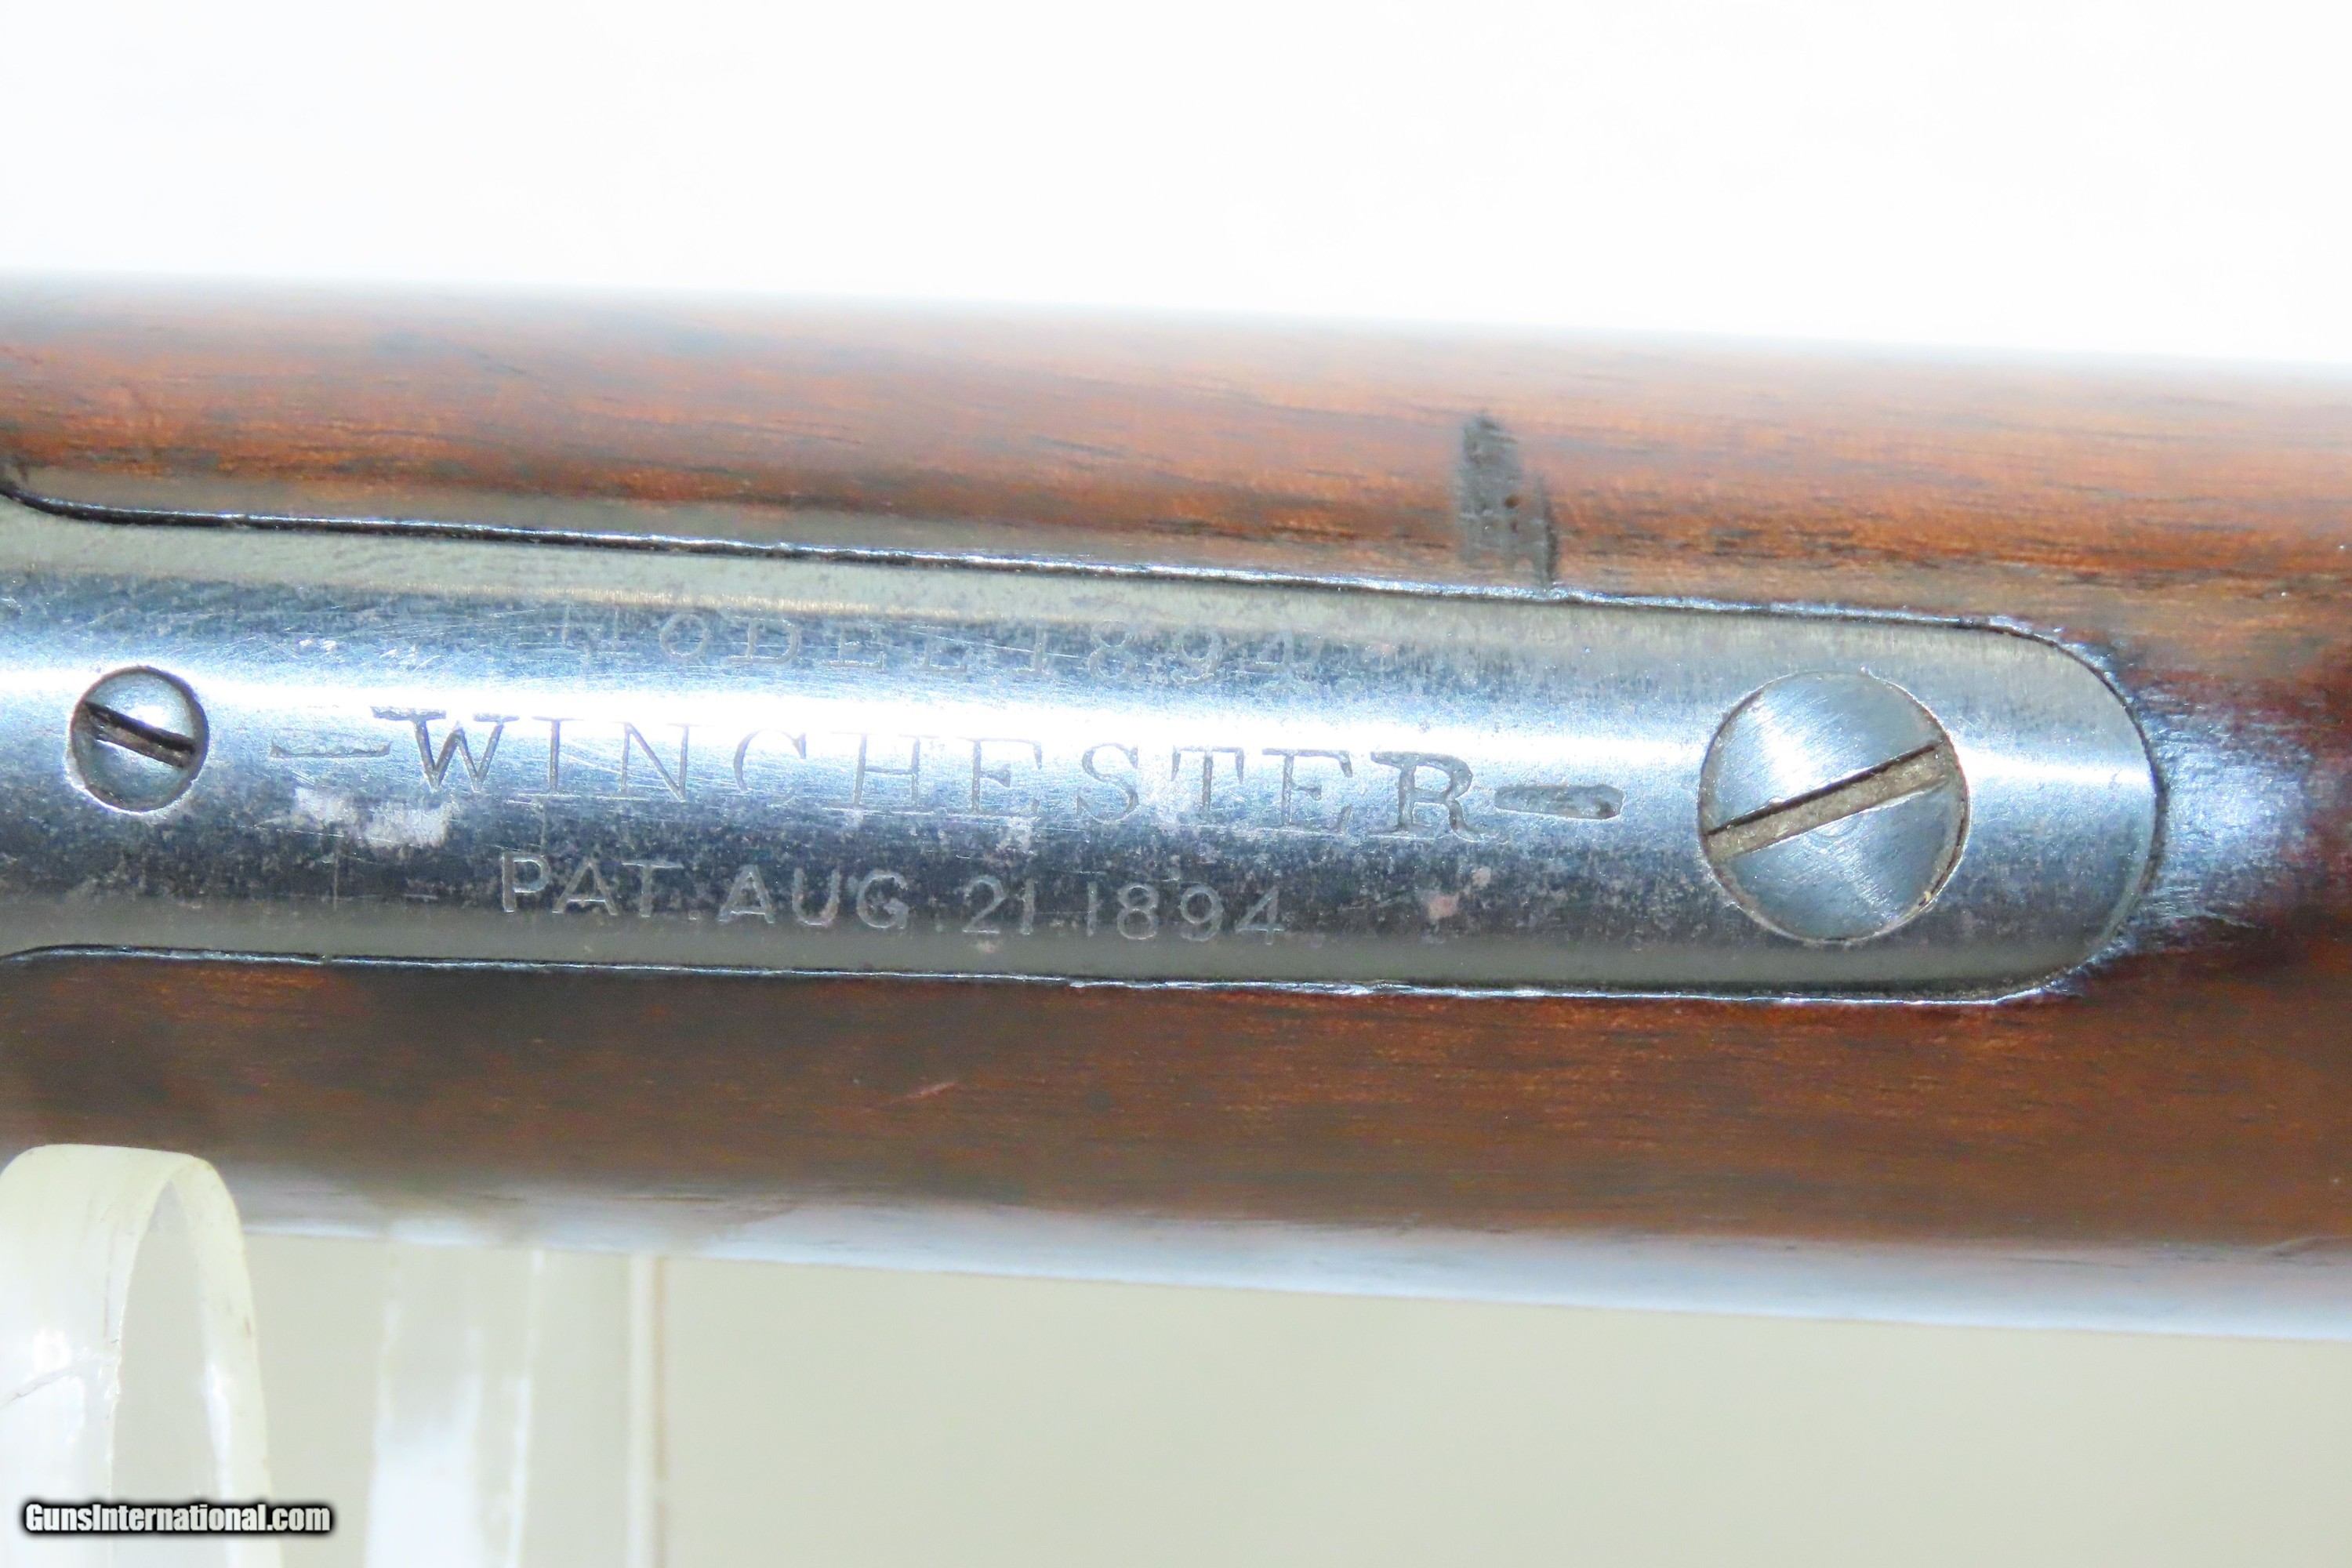 MODEL 1894
—WINCHESTER—
PAT. AUG. 21. 1894.
GunsInternational.com